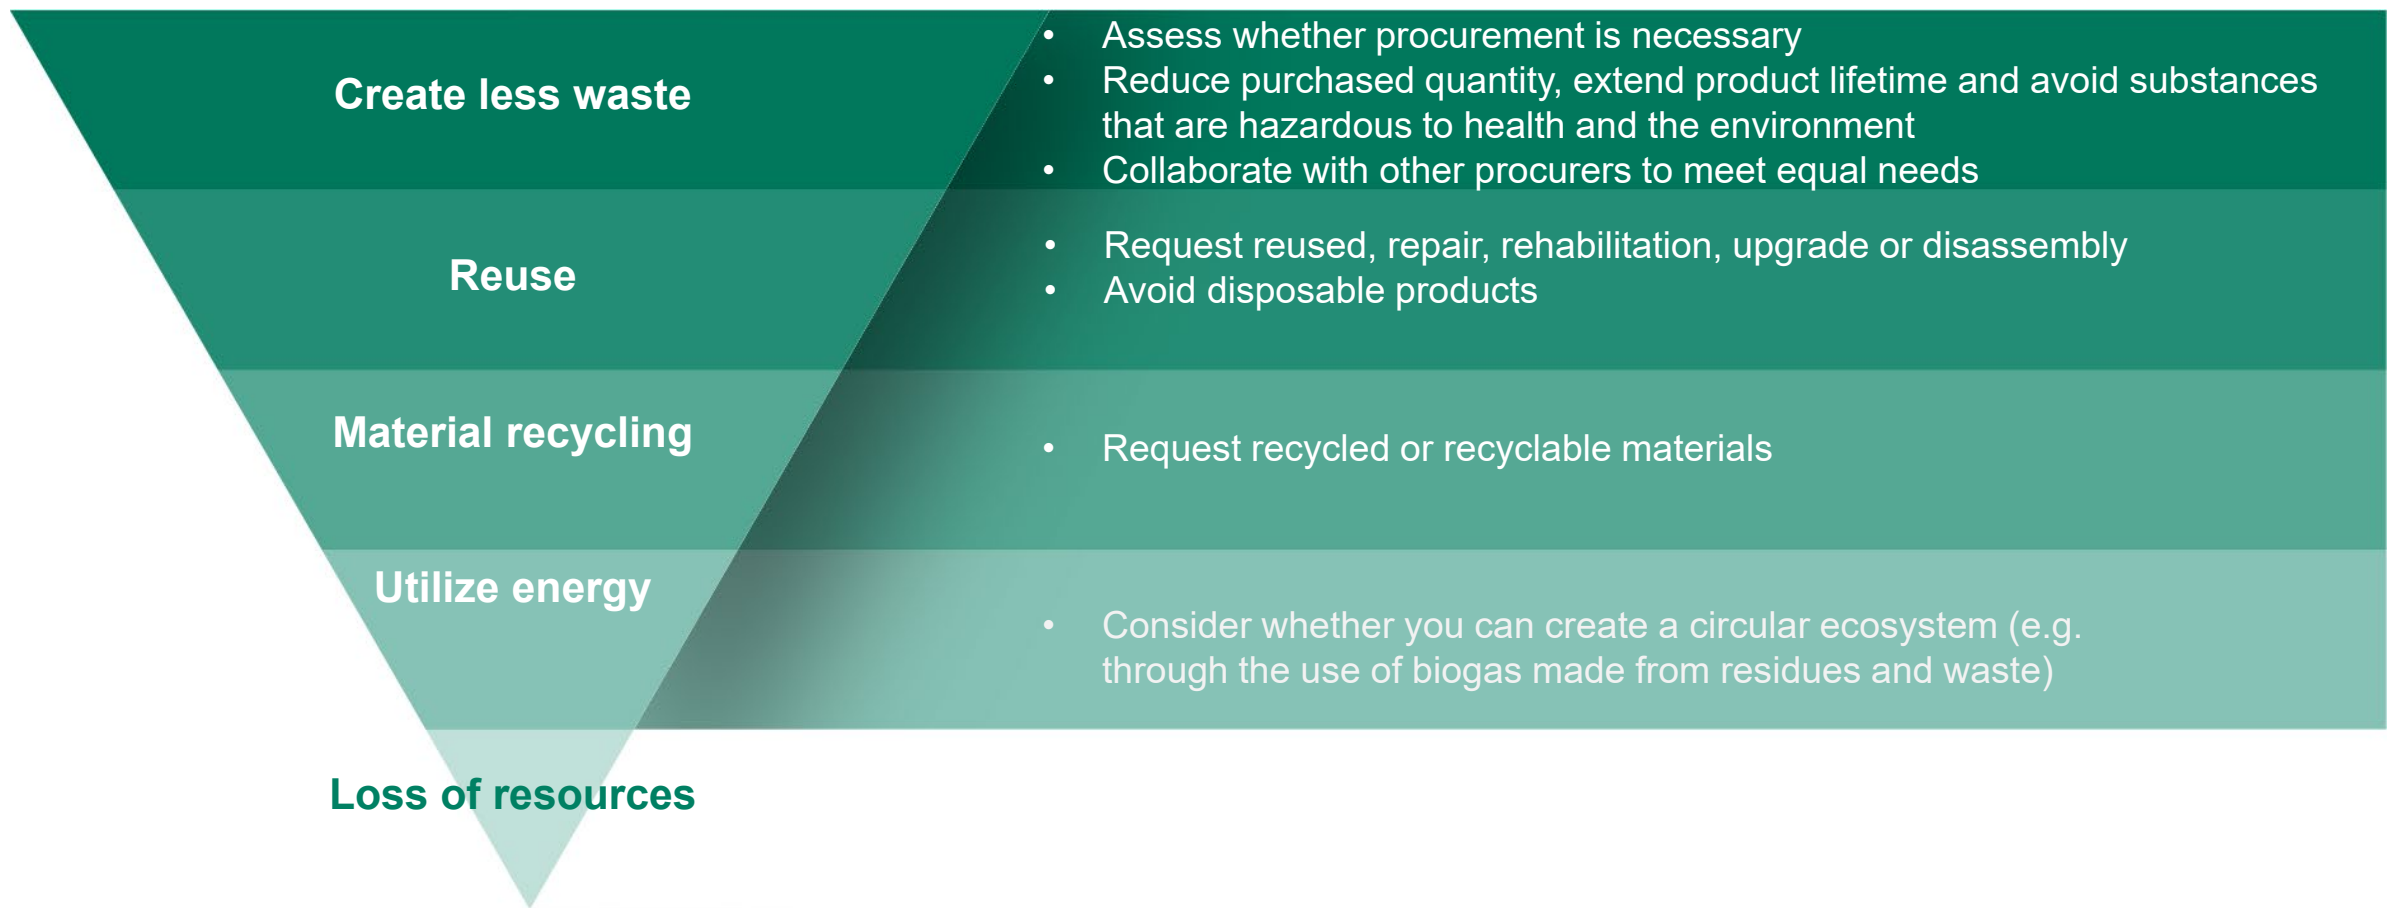 Create less waste
• Assess whether procurement is necessary
• Reduce purchased quantity, extend product lifetime and avoid substances
that are hazardous to health and the environment
• Collaborate with other procurers to meet equal needs
Reuse
• Request reused, repair, rehabilitation, upgrade or disassembly
• Avoid disposable products
Material recycling
• Request recycled or recyclable materials
Utilize energy
• Consider whether you can create a circular ecosystem (e.g.
through the use of biogas made from residues and waste)
Loss of resources